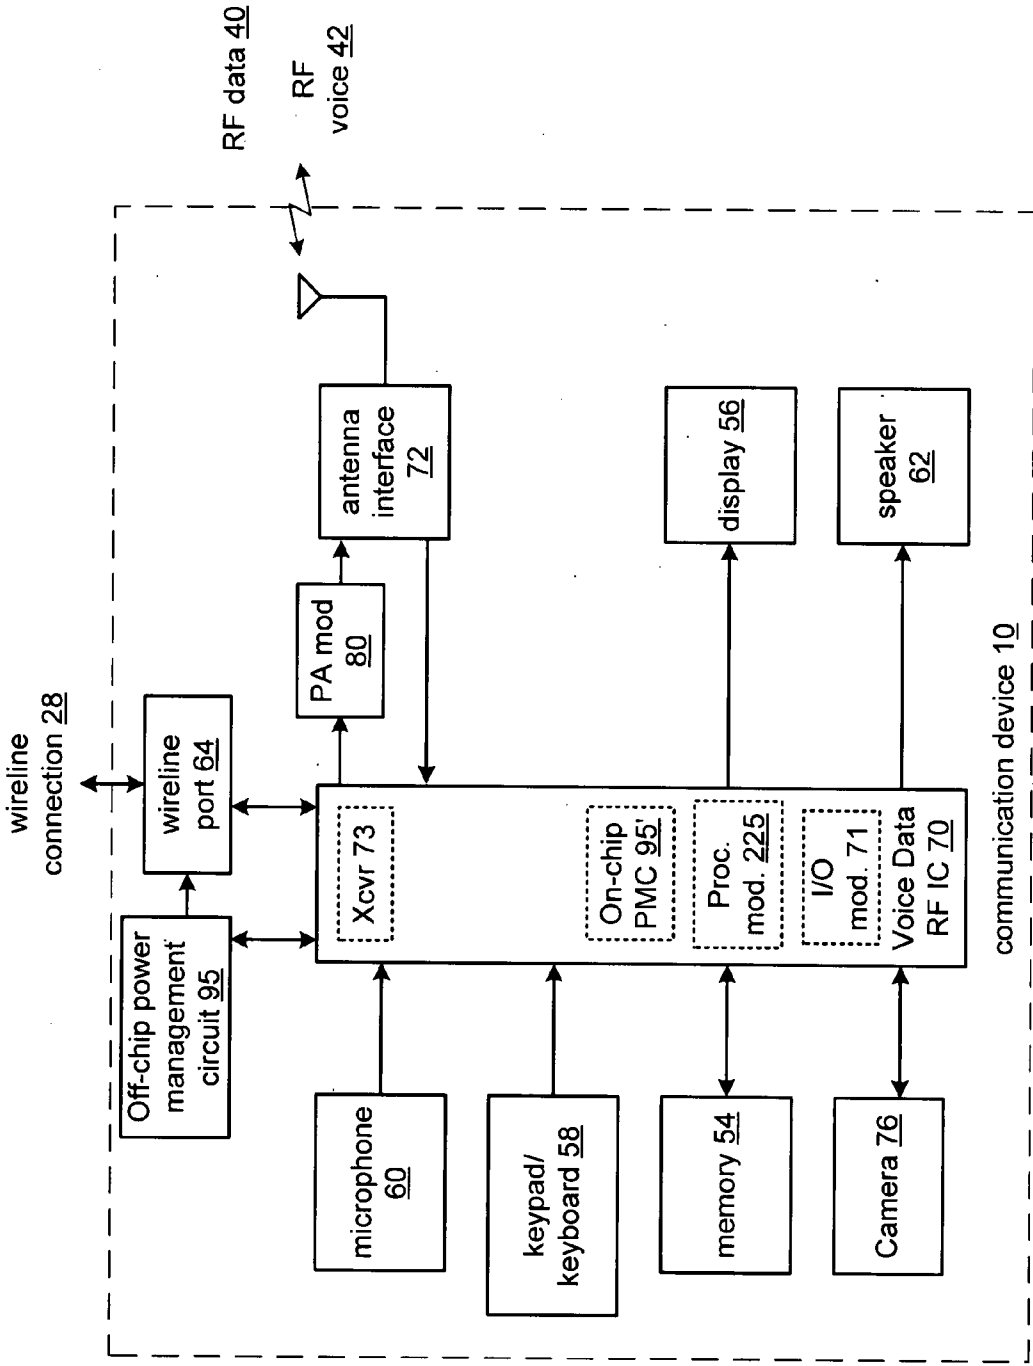 wireline
connection 28
Off-chip power
management
circuit 95
wireline
port 64
RF data 40
RF
voice 42
microphone
60
Xcvr 73
PA mod
80
antenna
interface
72
keypad/
keyboard 58
On-chip
PMC 95'
memory 54
Proc.
mod. 225
display 56
Camera 76
I/O
mod. 71
Voice Data
RF IC 70
speaker
62
communication device 10